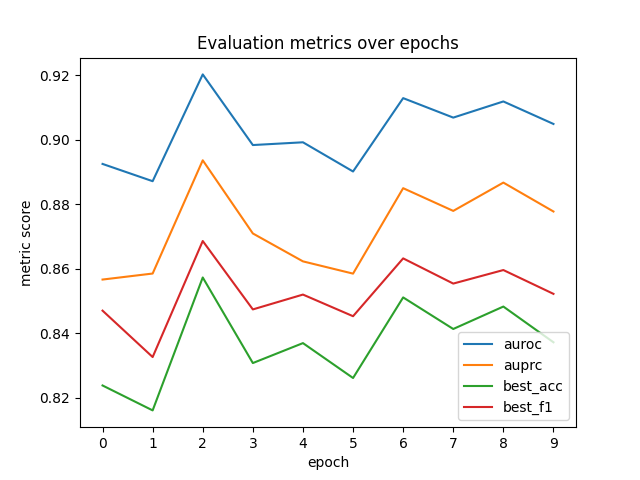 Evaluation metrics over epochs
metric score
0.92
0.90
0.88
0.86
0.84
0.82
auroc
auprc
best_acc
best_f1
0 1 2 3 4 5 6 7 8 9
epoch